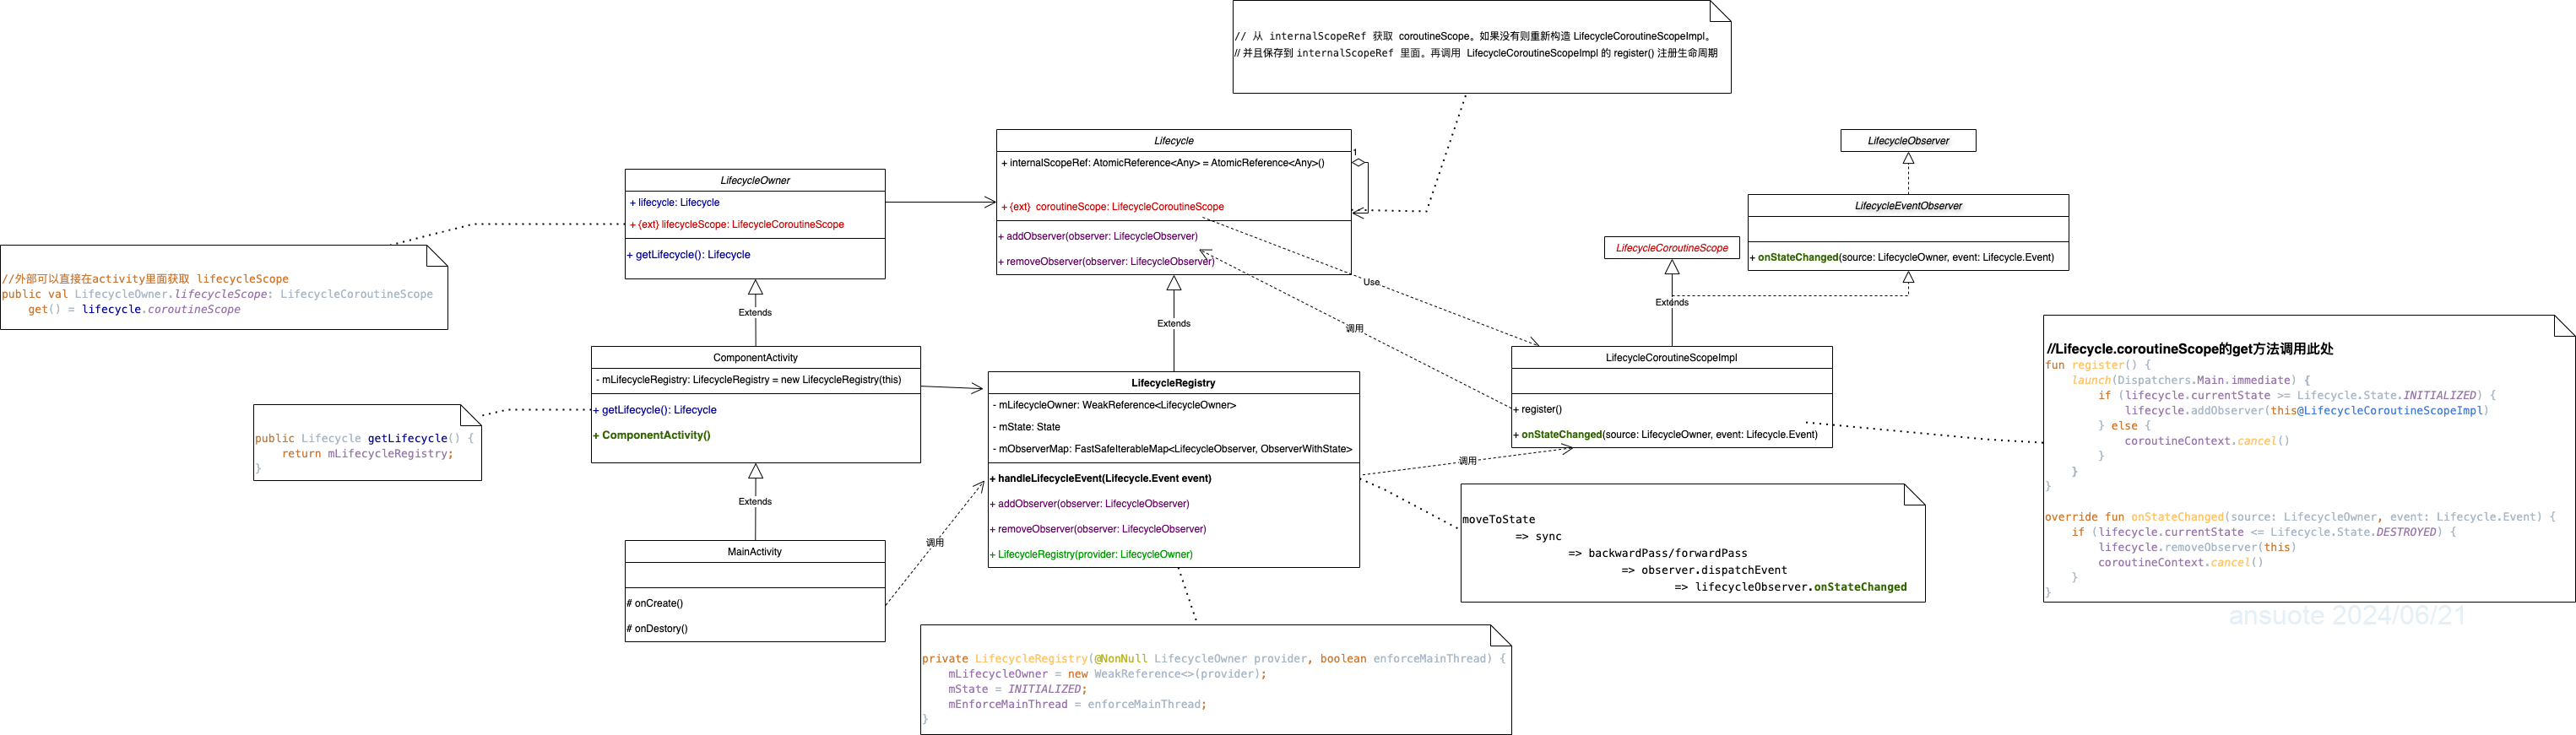 // 从 internalScopeRef 获取 coroutineScope。如果没有则重新构造 LifecycleCoroutineScopeImpl。
// 并且保存到 internalScopeRef 里面。再调用 LifecycleCoroutineScopeImpl 的 register() 注册生命周期
Lifecycle
+ internalScopeRef: AtomicReference<Any> = AtomicReference<Any>()
1
+ {ext} coroutineScope: LifecycleCoroutineScope
+ addObserver(observer: LifecycleObserver)
+ removeObserver(observer: LifecycleObserver)
LifecycleOwner
+ lifecycle: Lifecycle
+ {ext} lifecycleScope: LifecycleCoroutineScope
+ getLifecycle(): Lifecycle
//外部可以直接在activity里面获取 lifecycleScope
public val LifecycleOwner.lifecycleScope: LifecycleCoroutineScope
get() = lifecycle.coroutineScope
LifecycleObserver
LifecycleEventObserver
+ onStateChanged(source: LifecycleOwner, event: Lifecycle.Event)
LifecycleCoroutineScope
Use
Extends
Extends
Extends
调用
ComponentActivity
- mLifecycleRegistry: LifecycleRegistry = new LifecycleRegistry(this)
+ getLifecycle(): Lifecycle
+ ComponentActivity()
public Lifecycle getLifecycle() {
return mLifecycleRegistry;
}
LifecycleRegistry
- mLifecycleOwner: WeakReference<LifecycleOwner>
- mState: State
- mObserverMap: FastSafeIterableMap<LifecycleObserver, ObserverWithState>
+ handleLifecycleEvent(Lifecycle.Event event)
+ addObserver(observer: LifecycleObserver)
+ removeObserver(observer: LifecycleObserver)
+ LifecycleRegistry(provider: LifecycleOwner)
LifecycleCoroutineScopeImpl
+ register()
+ onStateChanged(source: LifecycleOwner, event: Lifecycle.Event)
调用
//Lifecycle.coroutineScope的get方法调用此处
fun register() {
launch(Dispatchers.Main.immediate) {
if (lifecycle.currentState >= Lifecycle.State.INITIALIZED) {
lifecycle.addObserver(this@LifecycleCoroutineScopeImpl)
} else {
coroutineContext.cancel()
}
}
}
override fun onStateChanged(source: LifecycleOwner, event: Lifecycle.Event) {
if (lifecycle.currentState <= Lifecycle.State.DESTROYED) {
lifecycle.removeObserver(this)
coroutineContext.cancel()
}
}
Extends
MainActivity
# onCreate()
# onDestory()
调用
moveToState
=> sync
=> backwardPass/forwardPass
=> observer.dispatchEvent
=> lifecycleObserver.onStateChanged
private LifecycleRegistry(@NonNull LifecycleOwner provider, boolean enforceMainThread) {
mLifecycleOwner = new WeakReference<>(provider);
mState = INITIALIZED;
mEnforceMainThread = enforceMainThread;
}
ansuote 2024/06/21